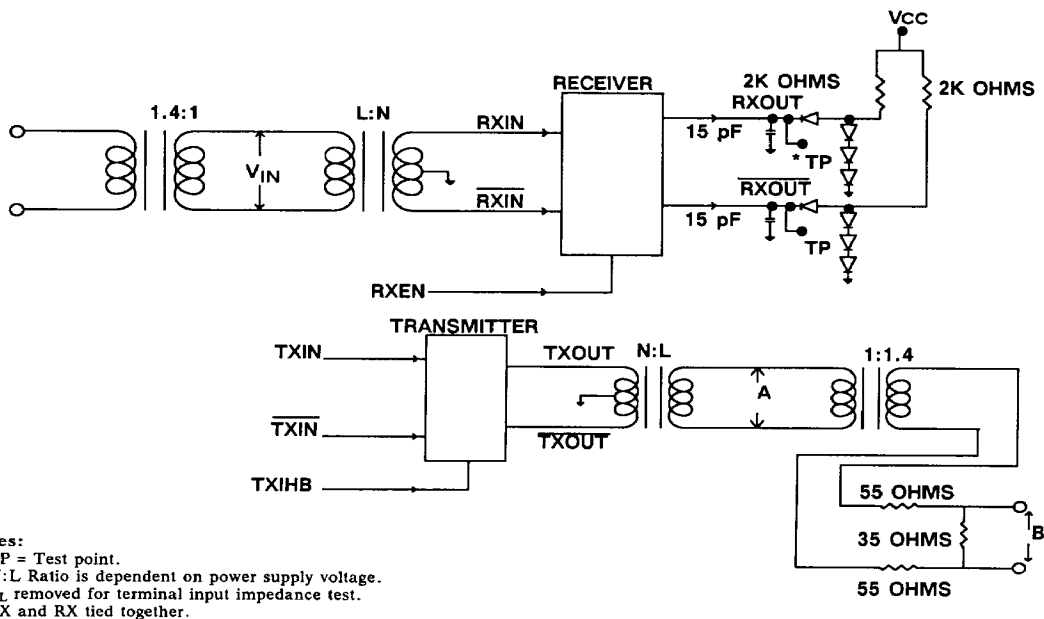 VCC
RECEIVER
2K OHMS
2K OHMS
1.4:1
L:N
RXIN
RXOUT
15 pF
* TP
VIN
RXIN
RXOUT
15 pF
TP
RXEN
TRANSMITTER
TXIN
TXOUT
N:L
1:1.4
A
TXIN
TXOUT
TXIHB
55 OHMS
35 OHMS
B
55 OHMS
es:
P = Test point.
:L Ratio is dependent on power supply voltage.
L removed for terminal input impedance test.
X and RX tied together.